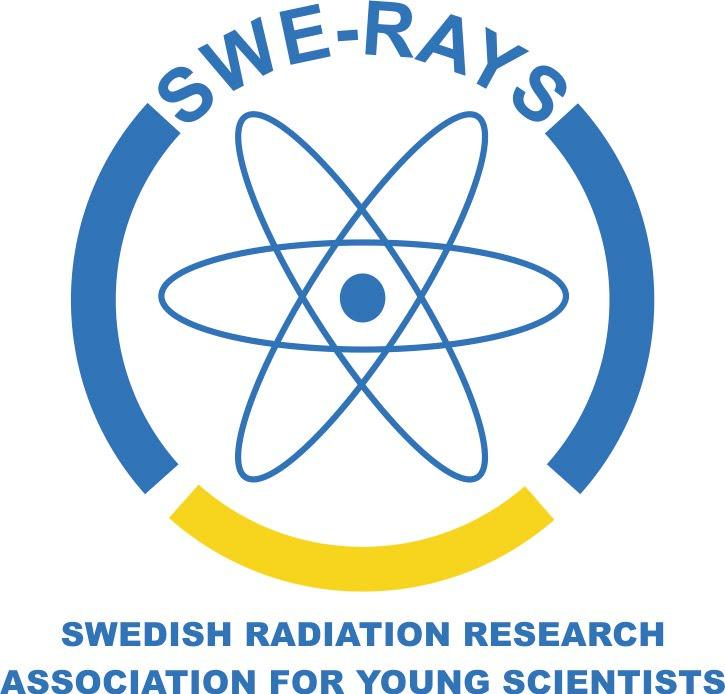 SWE-RAYS
SWEDISH RADIATION RESEARCH
ASSOCIATION FOR YOUNG SCIENTISTS